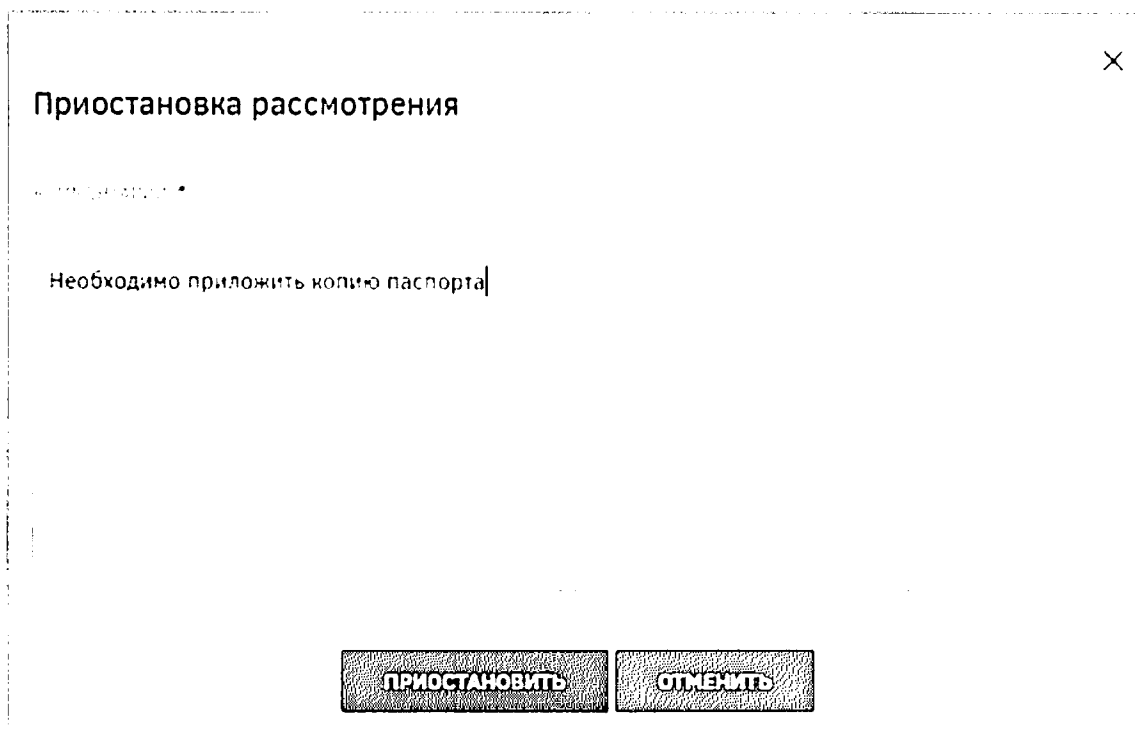 Приостановка рассмотрения
Необходимо приложить копию паспорта
ПРИОСТАНОВИТЬ
ОТМЕНИТЬ